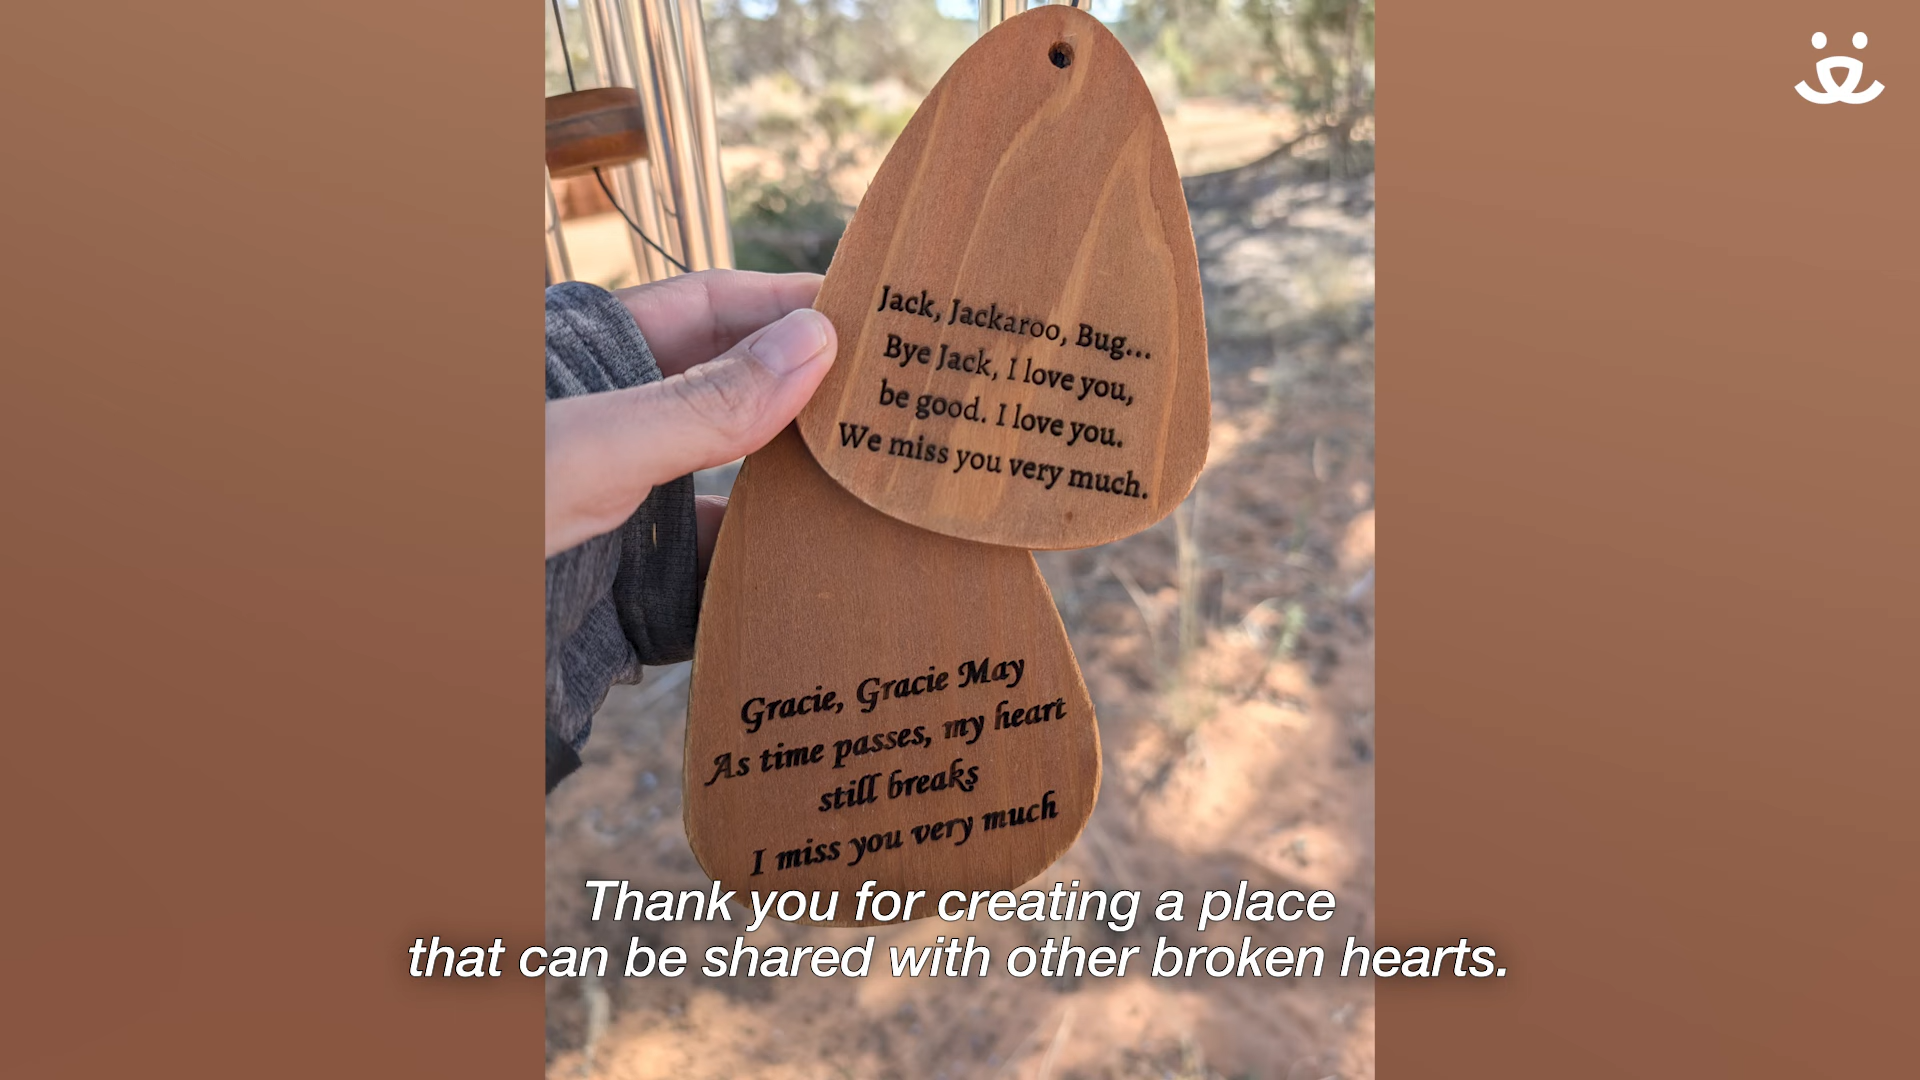 Jack, Jackaroo, Bug...
Bye Jack, I love you,
be good. I love you.
We miss you very much.
Gracie, Gracie May
As time passes, my heart
still breaks
I miss you very much
Thank you for creating a place
that can be shared with other broken hearts.